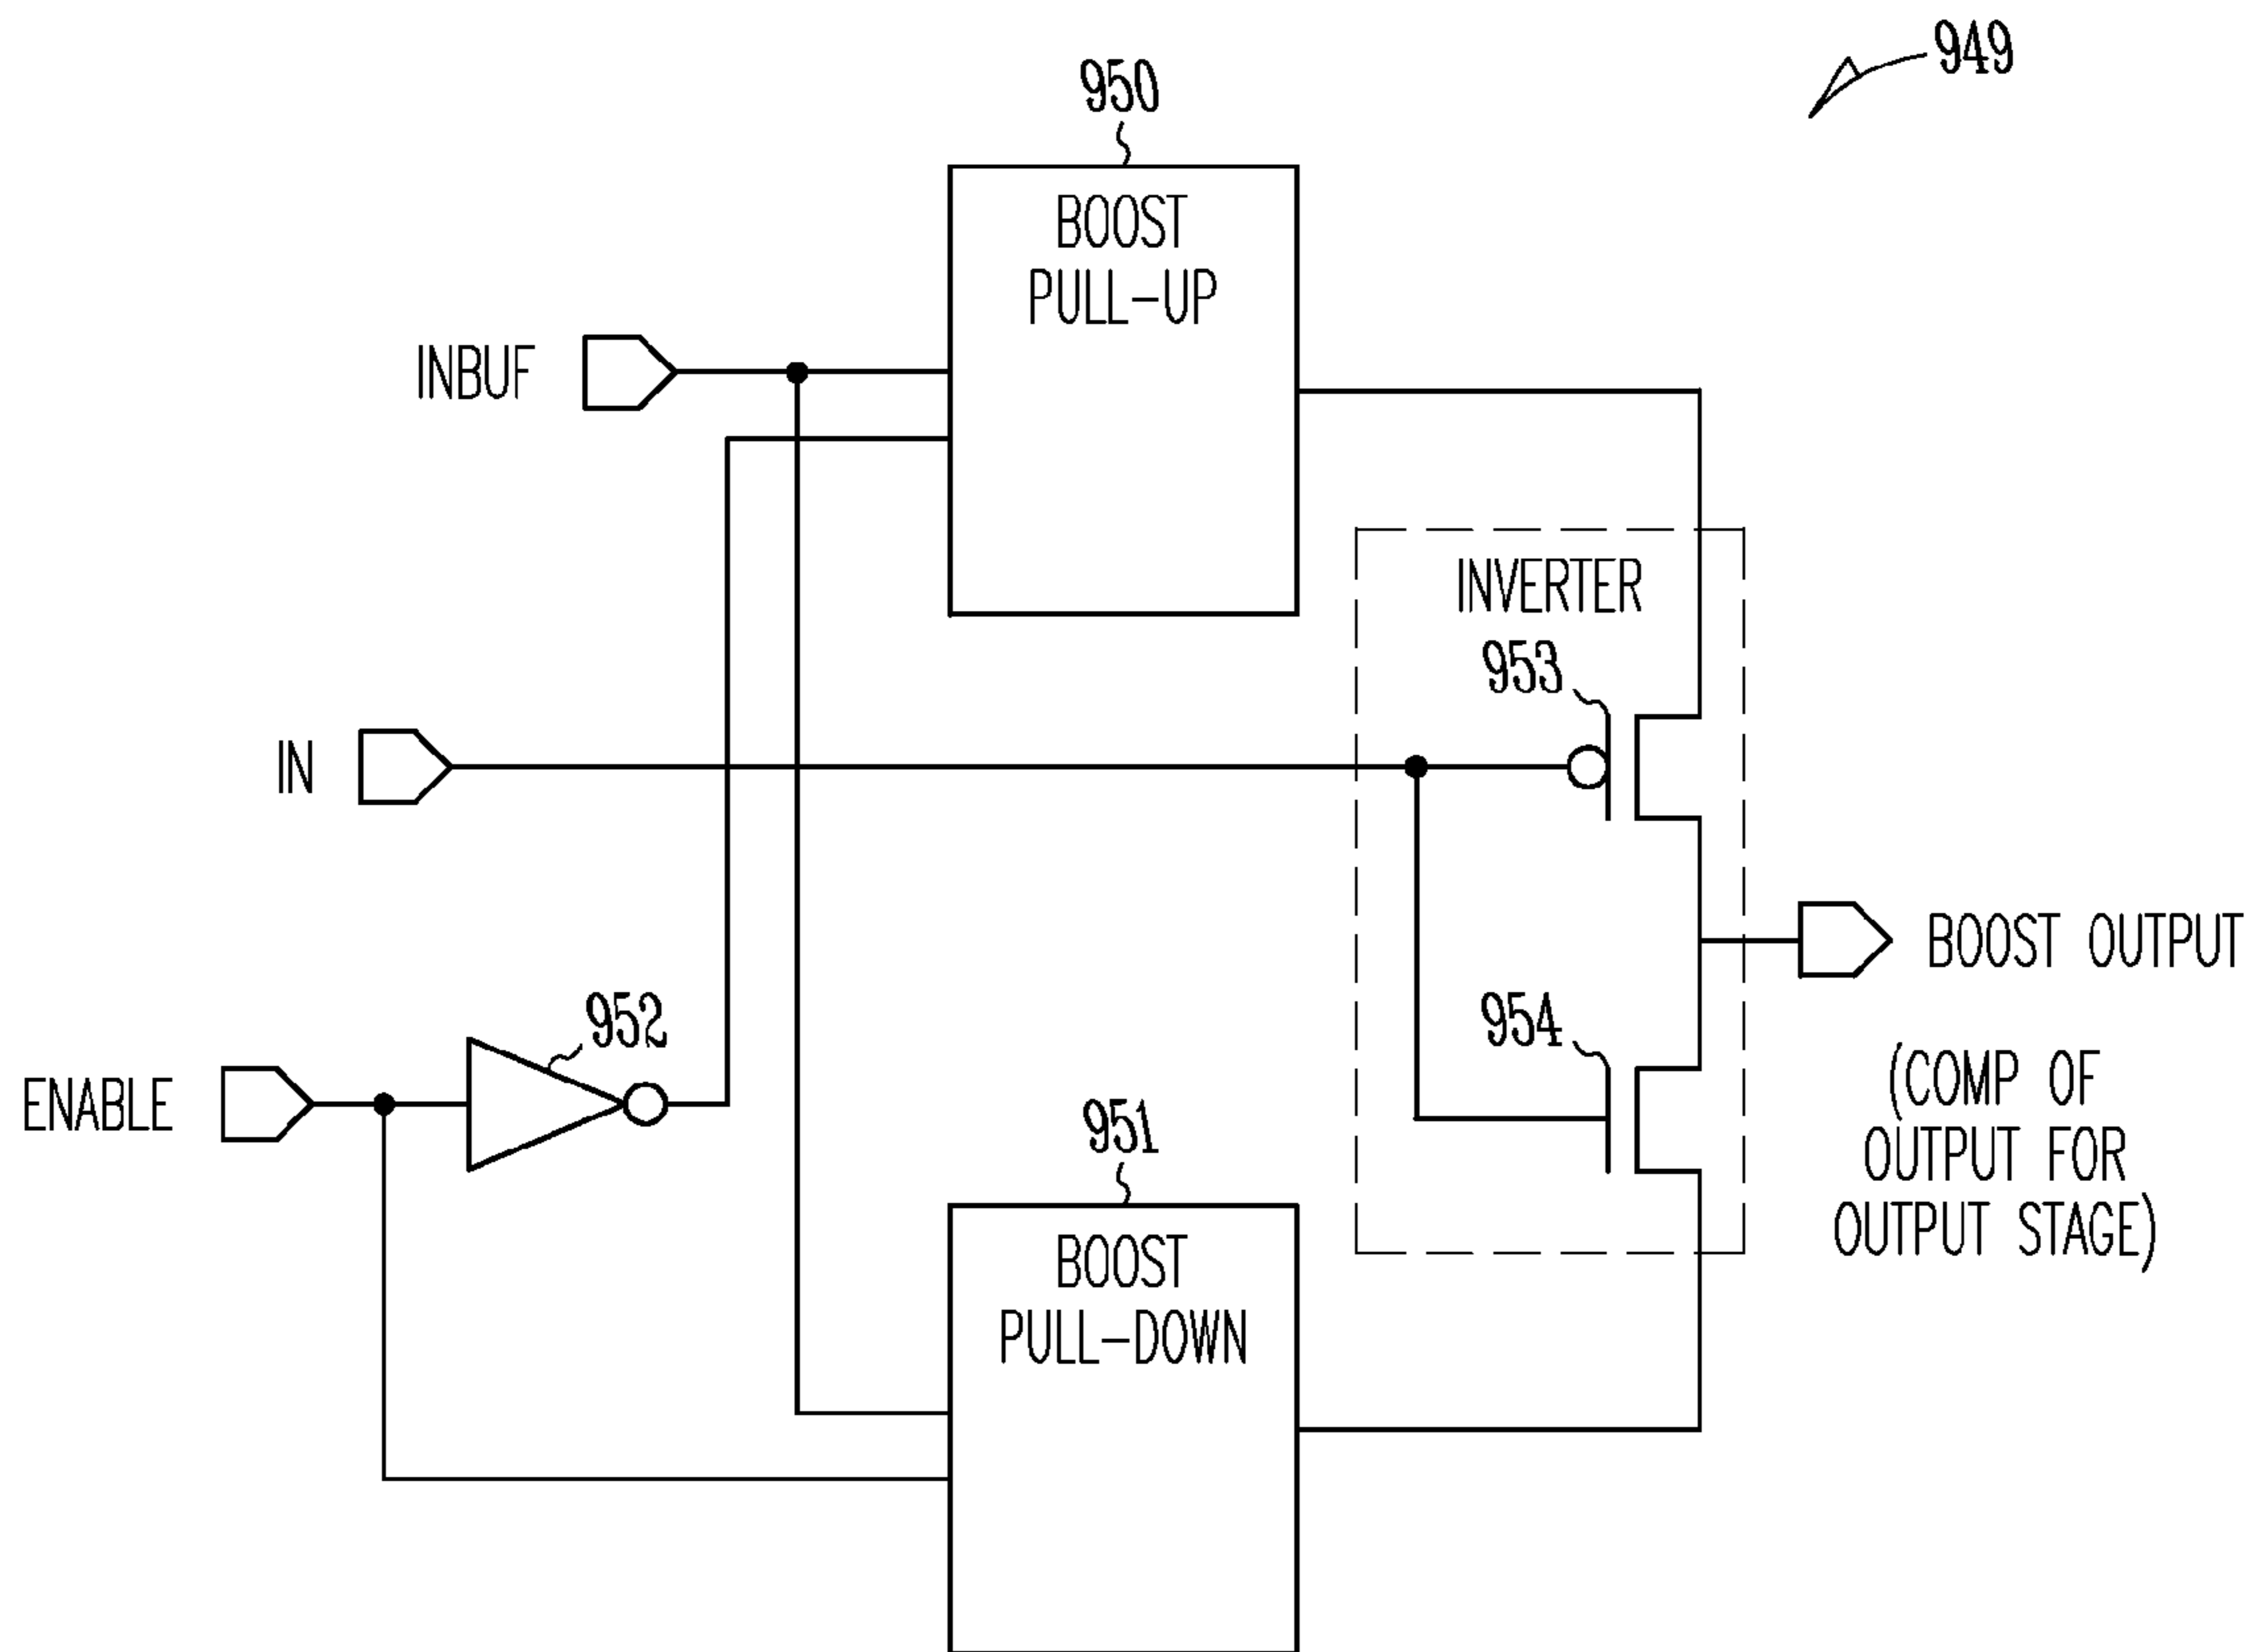 949
950
BOOST
PULL-UP
INBUF
INVERTER
953
IN
BOOST OUTPUT
(COMP OF
OUTPUT FOR
OUTPUT STAGE)
954
952
ENABLE
951
BOOST
PULL-DOWN